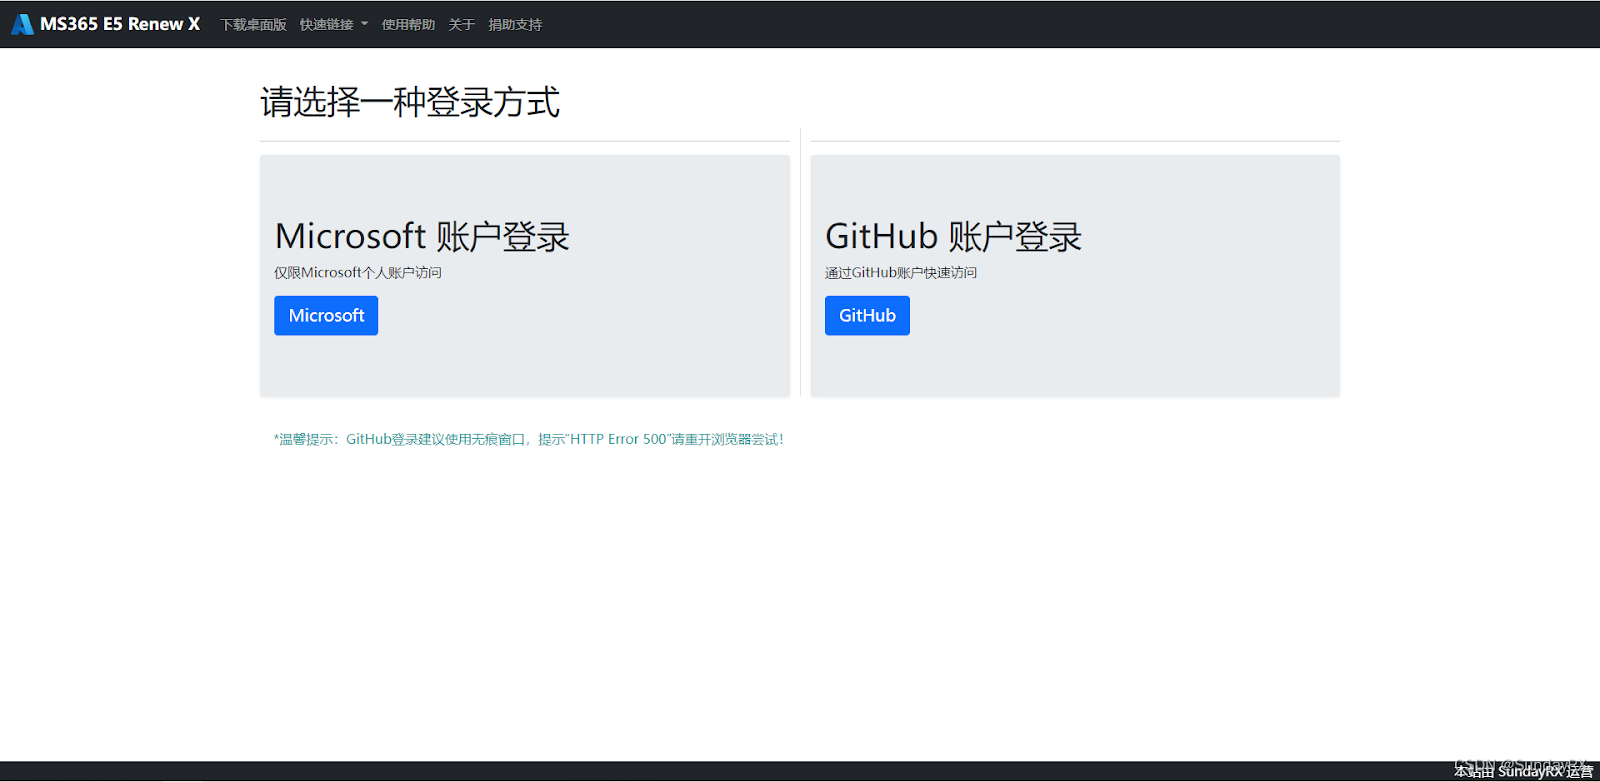 MS365 E5 Renew X 下载桌面版 快速链接 使用帮助 关于 捐助支持
请选择一种登录方式
Microsoft 账户登录
仅限Microsoft个人账户访问
Microsoft
GitHub 账户登录
通过GitHub账户快速访问
GitHub
*温馨提示：GitHub登录建议使用无痕窗口，提示"HTTP Error 500"请重开浏览器尝试！
CSDN @SundayRX
本站由 SundayRX 运营